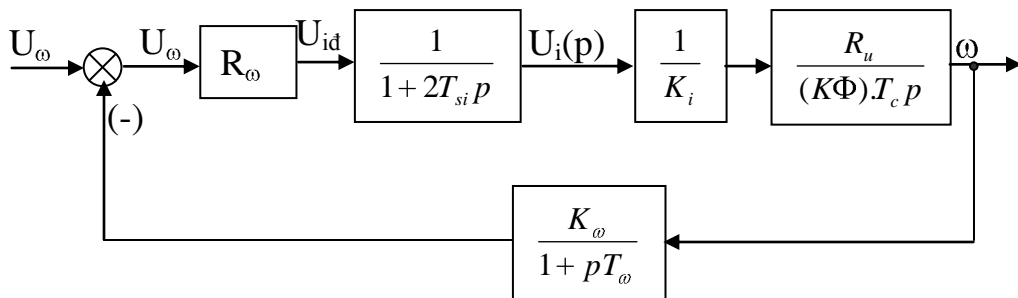 U_ω
U_ω
R_ω
U_iđ
1
1 + 2T_si p
U_i(p)
1
K_i
R_u
(KΦ).T_c p
ω
(-)
K_ω
1 + pT_ω